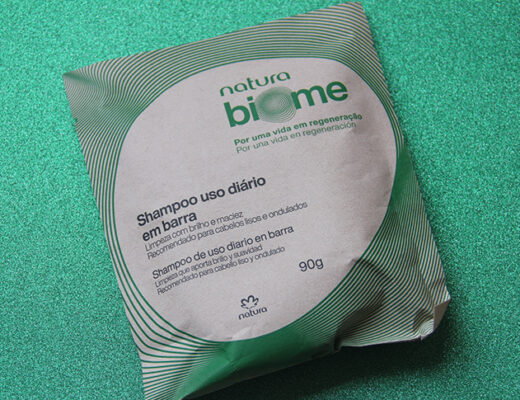 natura
biome
Por uma vida em regeneração
Por una vida en regeneración
Shampoo uso diário
em barra
Limpeza com brilho e maciez
Recomendado para cabelos lisos e ondulados
Shampoo de uso diario en barra
Limpieza que aporta brillo y suavidad
Recomendado para cabello liso y ondulado
90g
natura